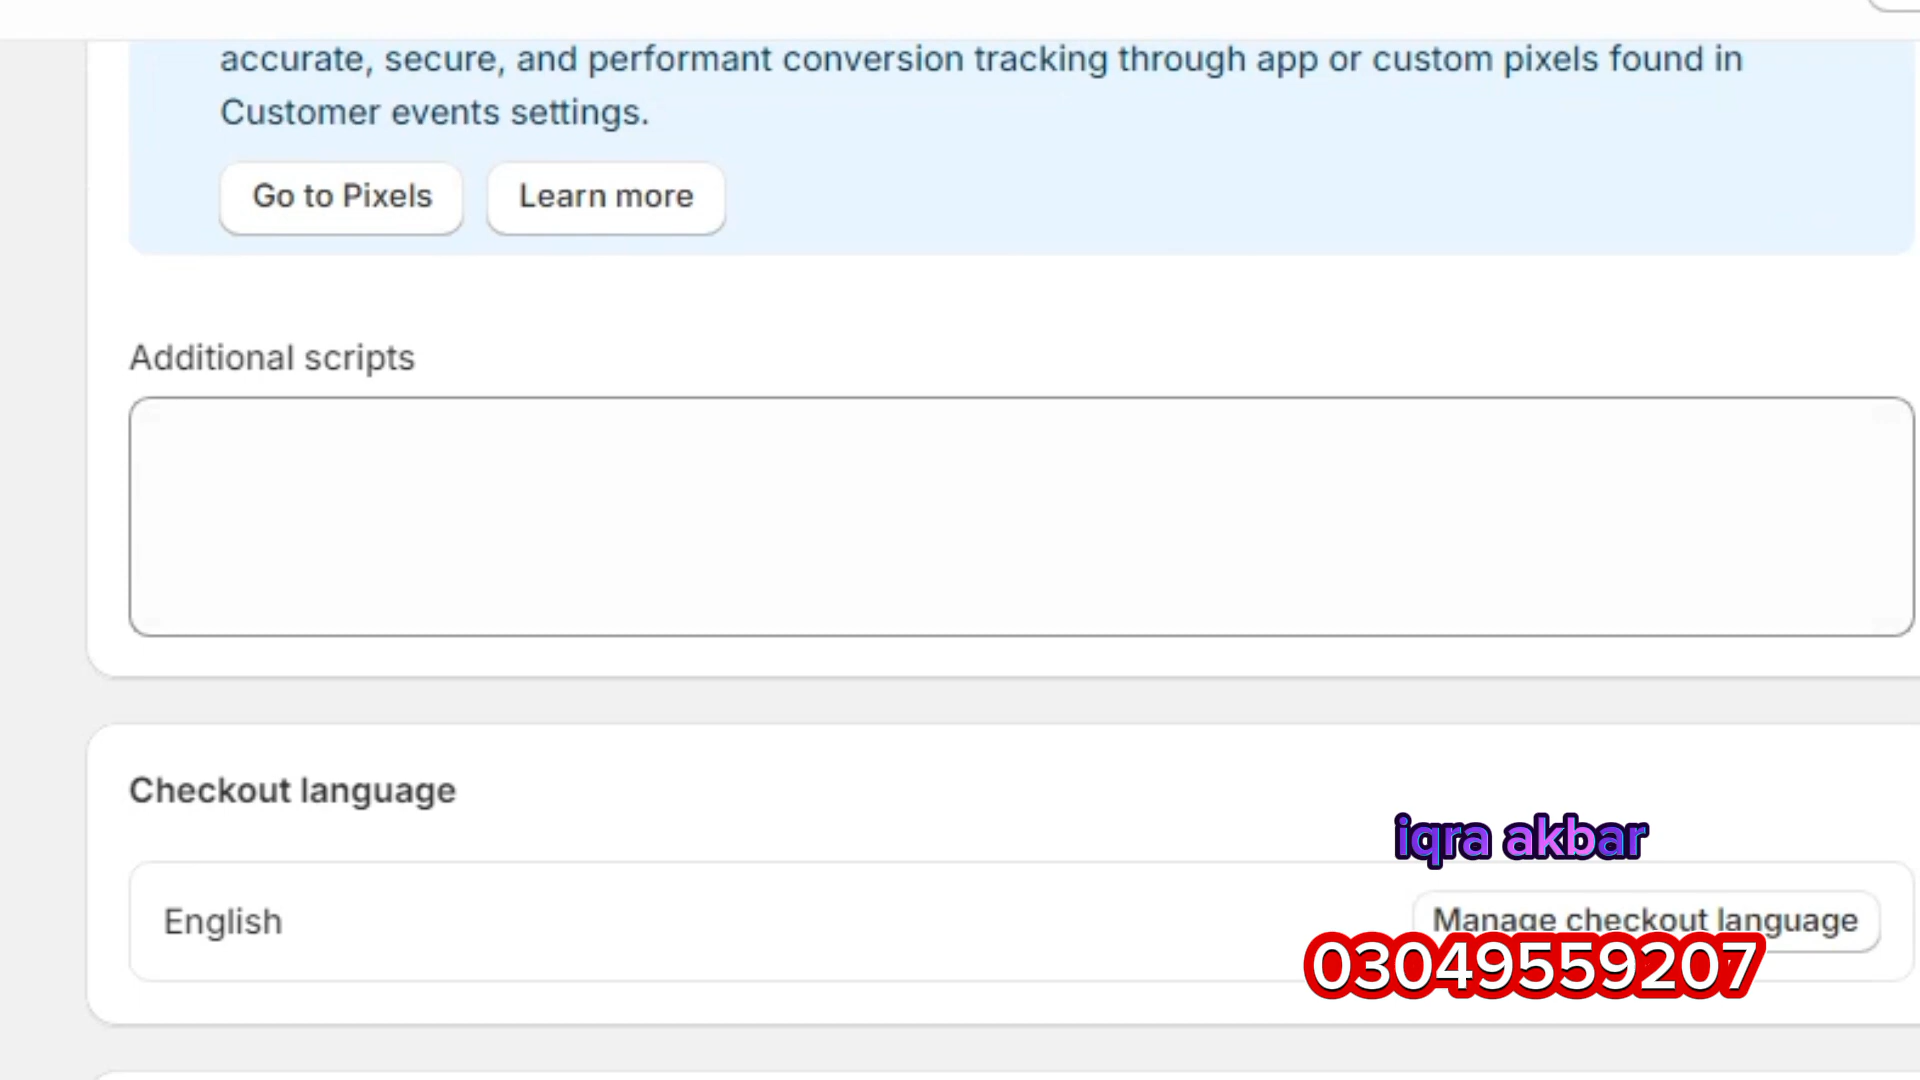 accurate, secure, and performant conversion tracking through app or custom pixels found in
Customer events settings.
Go to Pixels
Learn more
Additional scripts
Checkout language
iqra akbar
English
Manage checkout language
03049559207